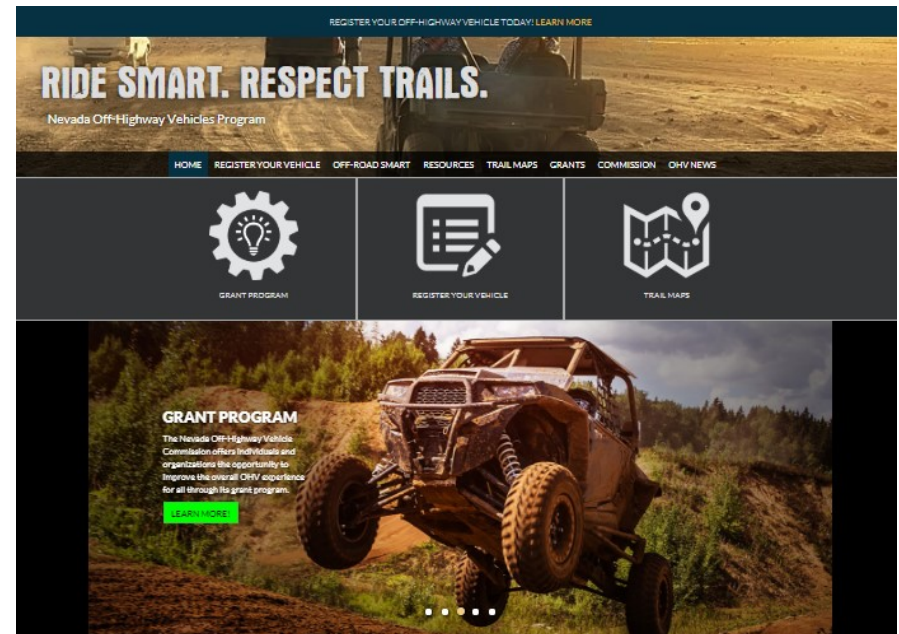 REGISTER YOUR OFF-HIGHWAY VEHICLE TODAY! LEARN MORE
RIDE SMART. RESPECT TRAILS.
Nevada Off-Highway Vehicles Program
HOME REGISTER YOUR VEHICLE OFF-ROAD SMART RESOURCES TRAIL MAPS GRANTS COMMISSION OHV NEWS
GRANT PROGRAM
REGISTER YOUR VEHICLE
TRAIL MAPS
GRANT PROGRAM
The Nevada Off-Highway Vehicle
Commission offers individuals and
organizations the opportunity to
improve the overall OHV experience
for all through its grant program.
LEARN MORE!